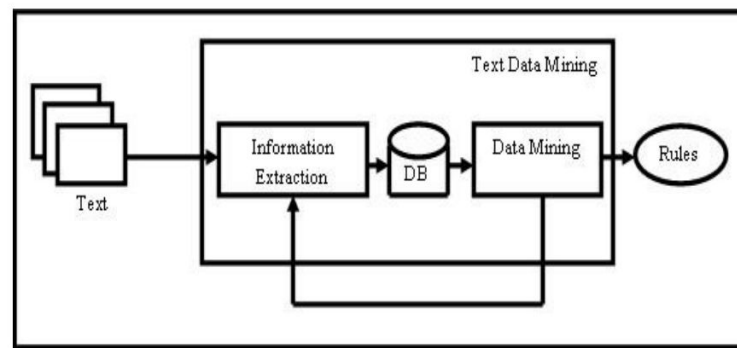 Text Data Mining
Text
Information
Extraction
DB
Data Mining
Rules